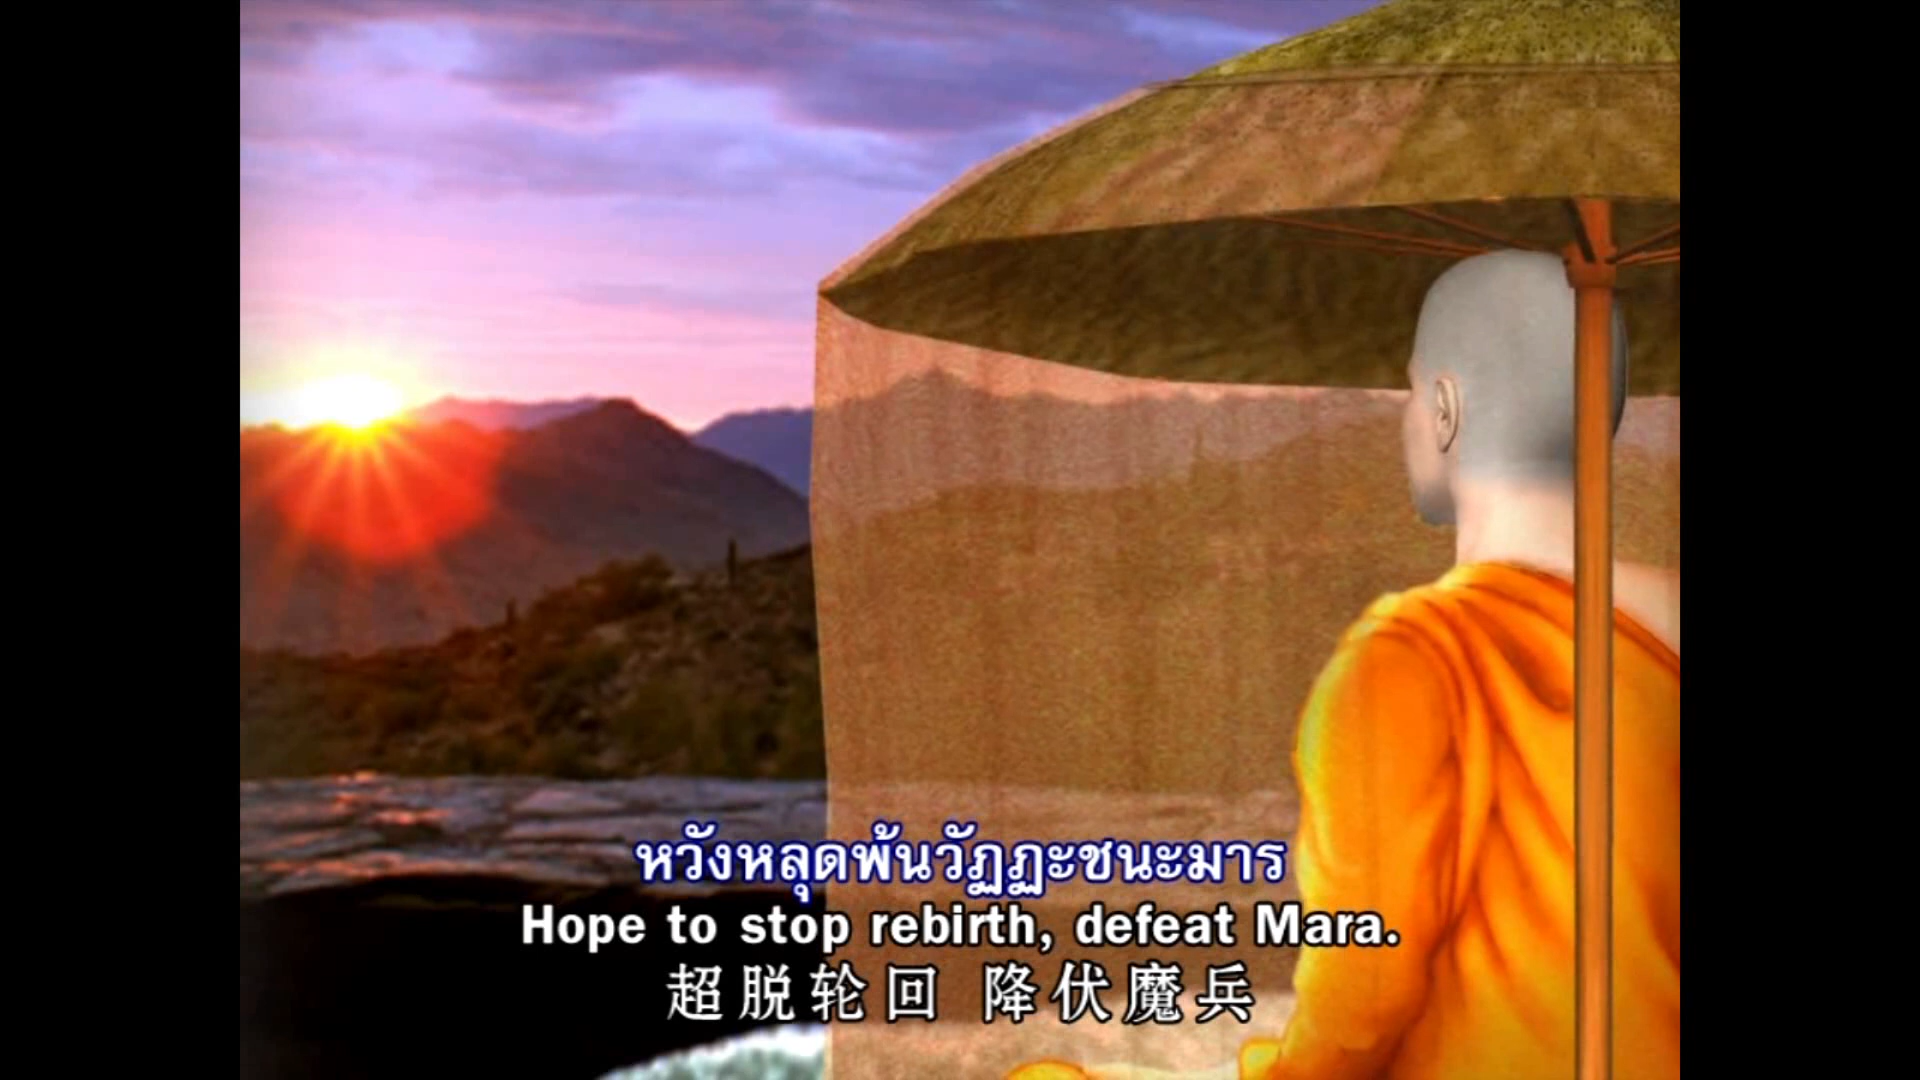 หวังหลุดพ้นวัฏฏะชนะมาร
Hope to stop rebirth, defeat Mara.
超脱轮回 降伏魔兵